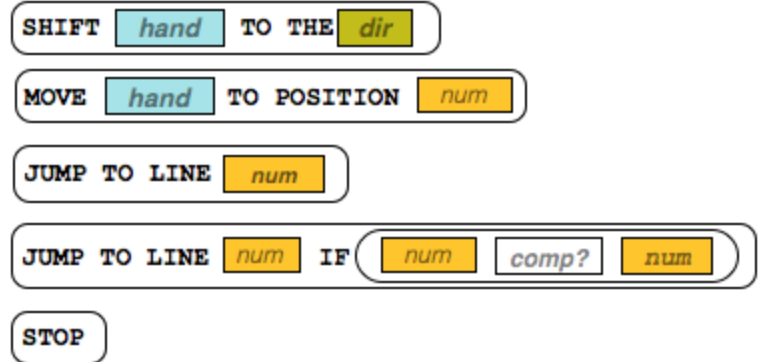 SHIFT hand TO THE dir
MOVE hand TO POSITION num
JUMP TO LINE num
JUMP TO LINE num IF num comp? num
STOP